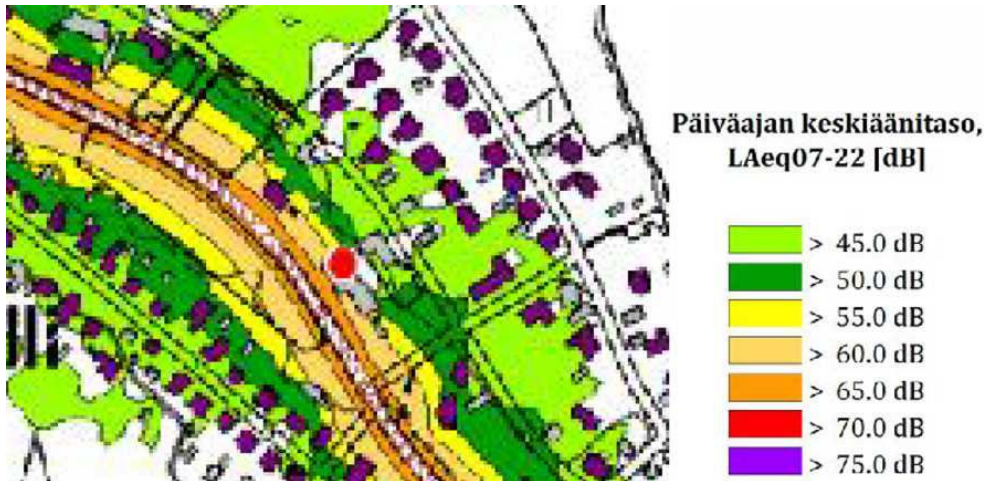 Päiväajan keskiäänitaso,
LAeq07-22 [dB]
> 45.0 dB
> 50.0 dB
> 55.0 dB
> 60.0 dB
> 65.0 dB
> 70.0 dB
> 75.0 dB